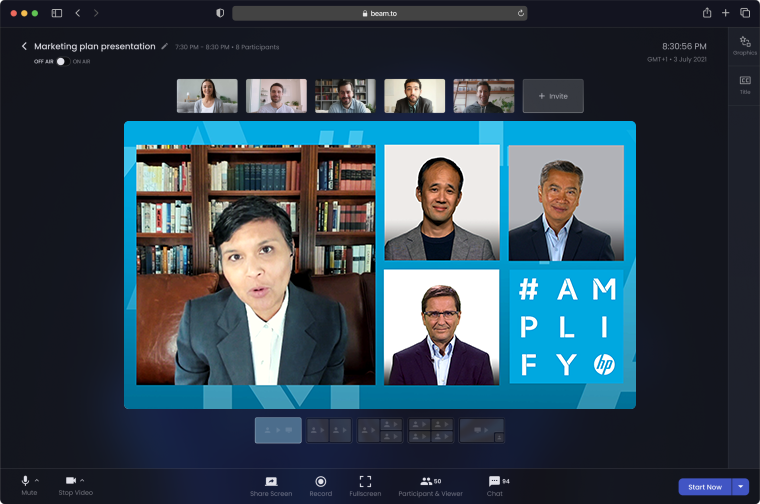 beam.to
Marketing plan presentation
7:30 PM - 8:30 PM • 8 Participants
OFF AIR ON AIR
8:30:56 PM
GMT+1 • 3 July 2021
Graphics
Title
+ Invite
# A M
P L I
F Y hp
Mute
Stop Video
Share Screen
Record
Fullscreen
50
Participant & Viewer
94
Chat
Start Now